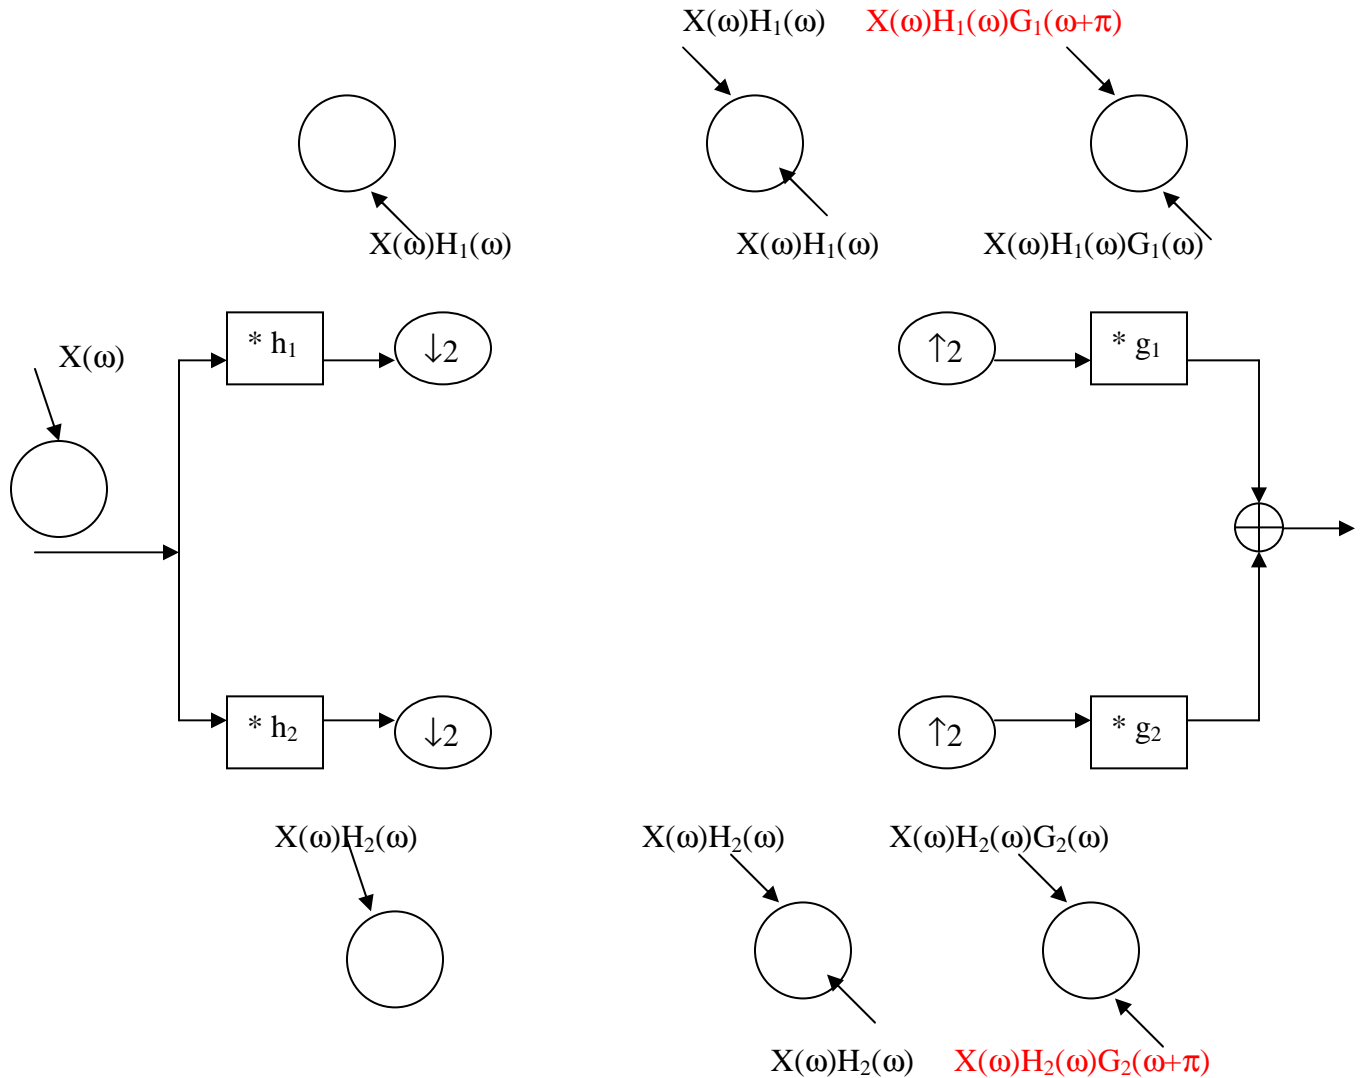 X(ω)H₁(ω) X(ω)H₁(ω)G₁(ω+π)
X(ω)H₁(ω) X(ω)H₁(ω) X(ω)H₁(ω)G₁(ω)
* h₁ ↓2 ↑2 * g₁
X(ω)
* h₂ ↓2 ↑2 * g₂
X(ω)H₂(ω) X(ω)H₂(ω) X(ω)H₂(ω)G₂(ω)
X(ω)H₂(ω) X(ω)H₂(ω)G₂(ω+π)